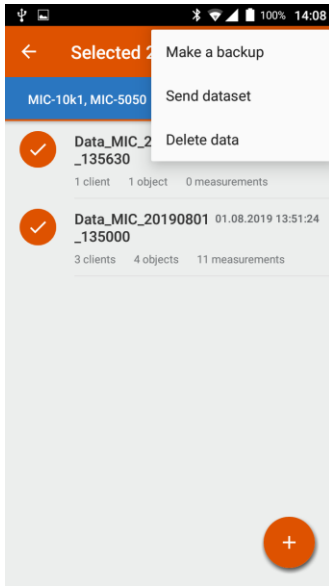 100% 14:08
Selected 2
Make a backup
Send dataset
Delete data
MIC-10k1, MIC-5050
Data_MIC_2
_135630
1 client 1 object 0 measurements
Data_MIC_20190801 01.08.2019 13:51:24
_135000
3 clients 4 objects 11 measurements